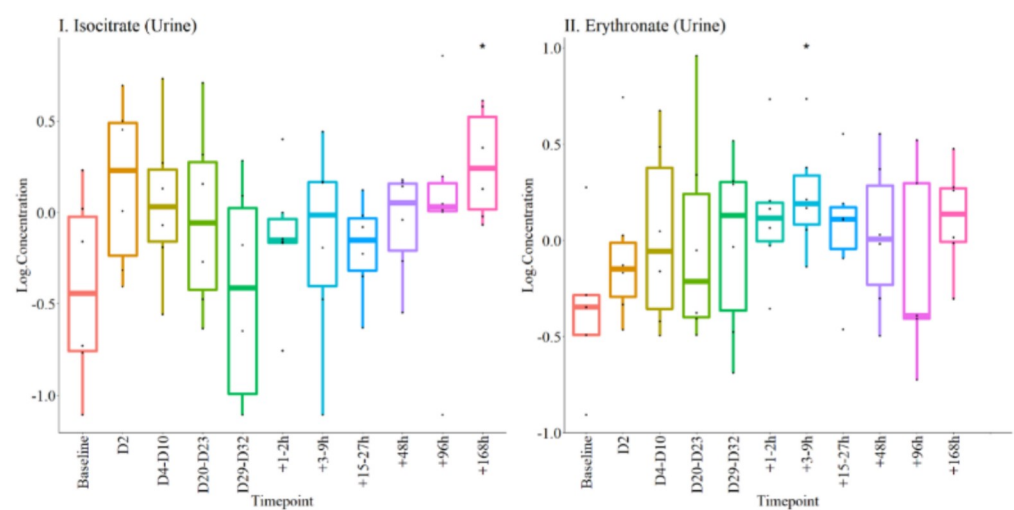 I. Isocitrate (Urine)
*
0.5
0.0
-0.5
-1.0
Log.Concentration
Baseline
D2
D4-D10
D20-D23
D29-D32
+1-2h
+3-9h
+15-27h
+48h
+96h
+168h
Timepoint
II. Erythronate (Urine)
*
1.0
0.5
0.0
-0.5
-1.0
Log.Concentration
Baseline
D2
D4-D10
D20-D23
D29-D32
+1-2h
+3-9h
+15-27h
+48h
+96h
+168h
Timepoint